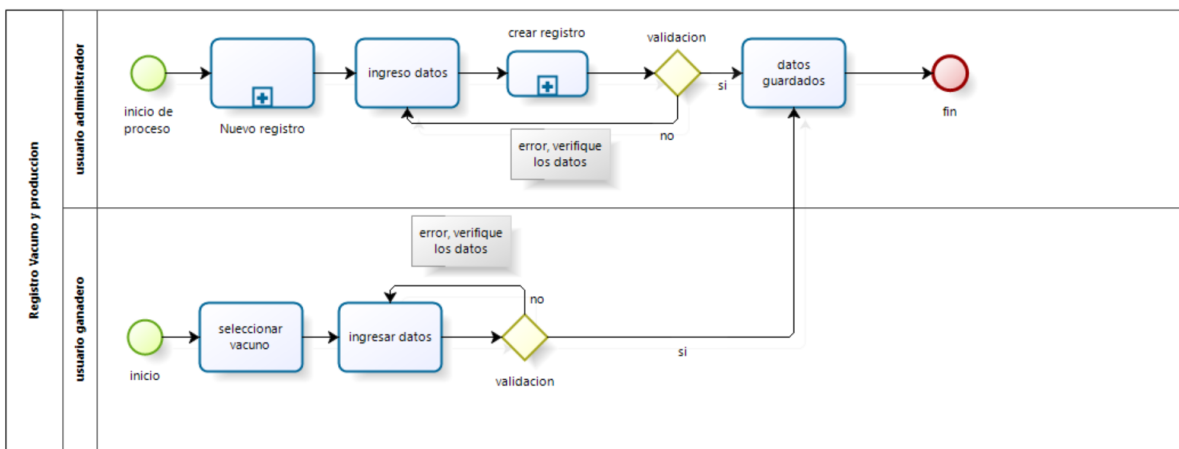 Registro Vacuno y produccion
usuario administrador
inicio de
proceso
Nuevo registro
ingreso datos
crear registro
validacion
si
no
error, verifique
los datos
datos
guardados
fin
usuario ganadero
inicio
seleccionar
vacuno
ingresar datos
error, verifique
los datos
no
validacion
si